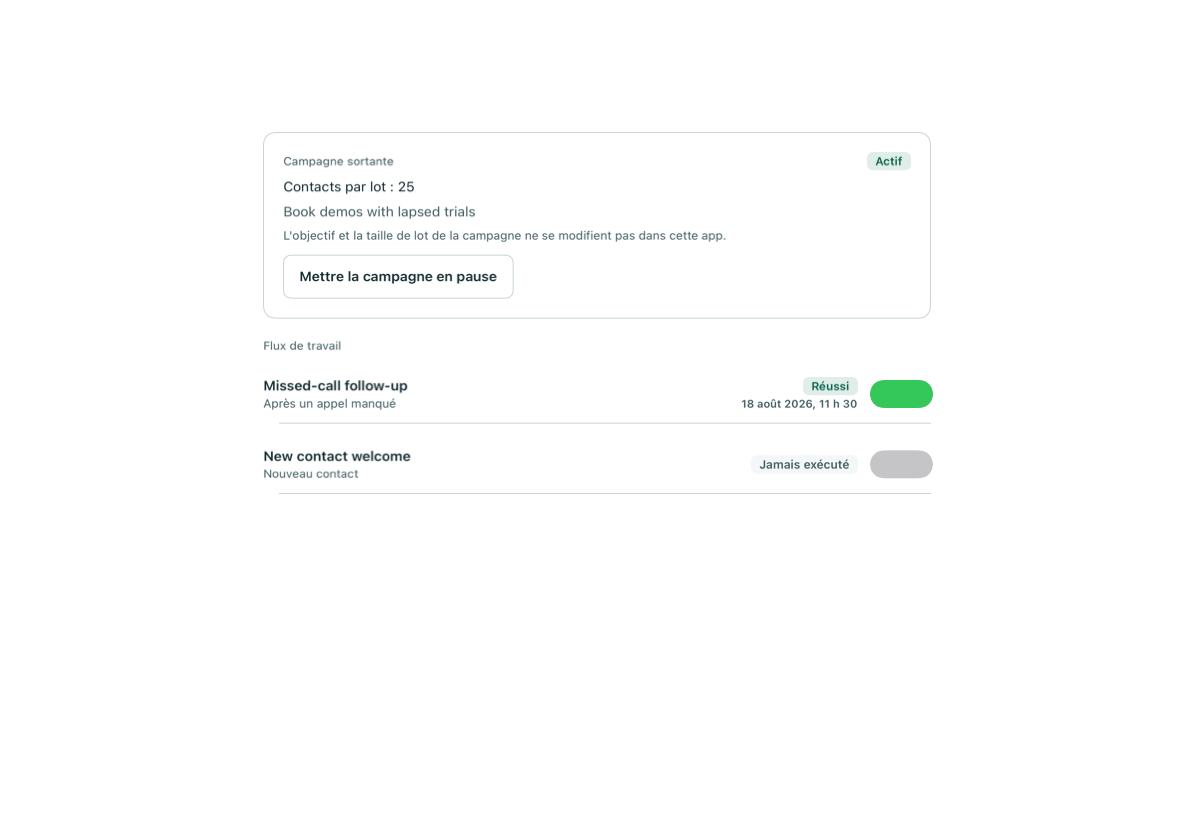 Campagne sortante
Actif
Contacts par lot : 25
Book demos with lapsed trials
L'objectif et la taille de lot de la campagne ne se modifient pas dans cette app.
Mettre la campagne en pause
Flux de travail
Missed-call follow-up
Réussi
Après un appel manqué
18 août 2026, 11 h 30
New contact welcome
Jamais exécuté
Nouveau contact